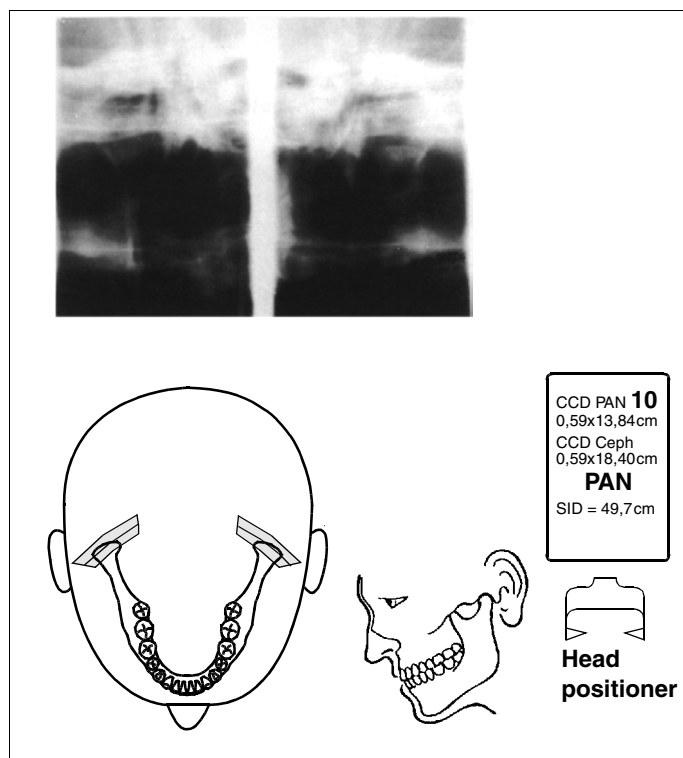 CCD PAN 10
0,59x13,84cm
CCD Ceph
0,59x18,40cm
PAN
SID = 49,7cm
Head
positioner